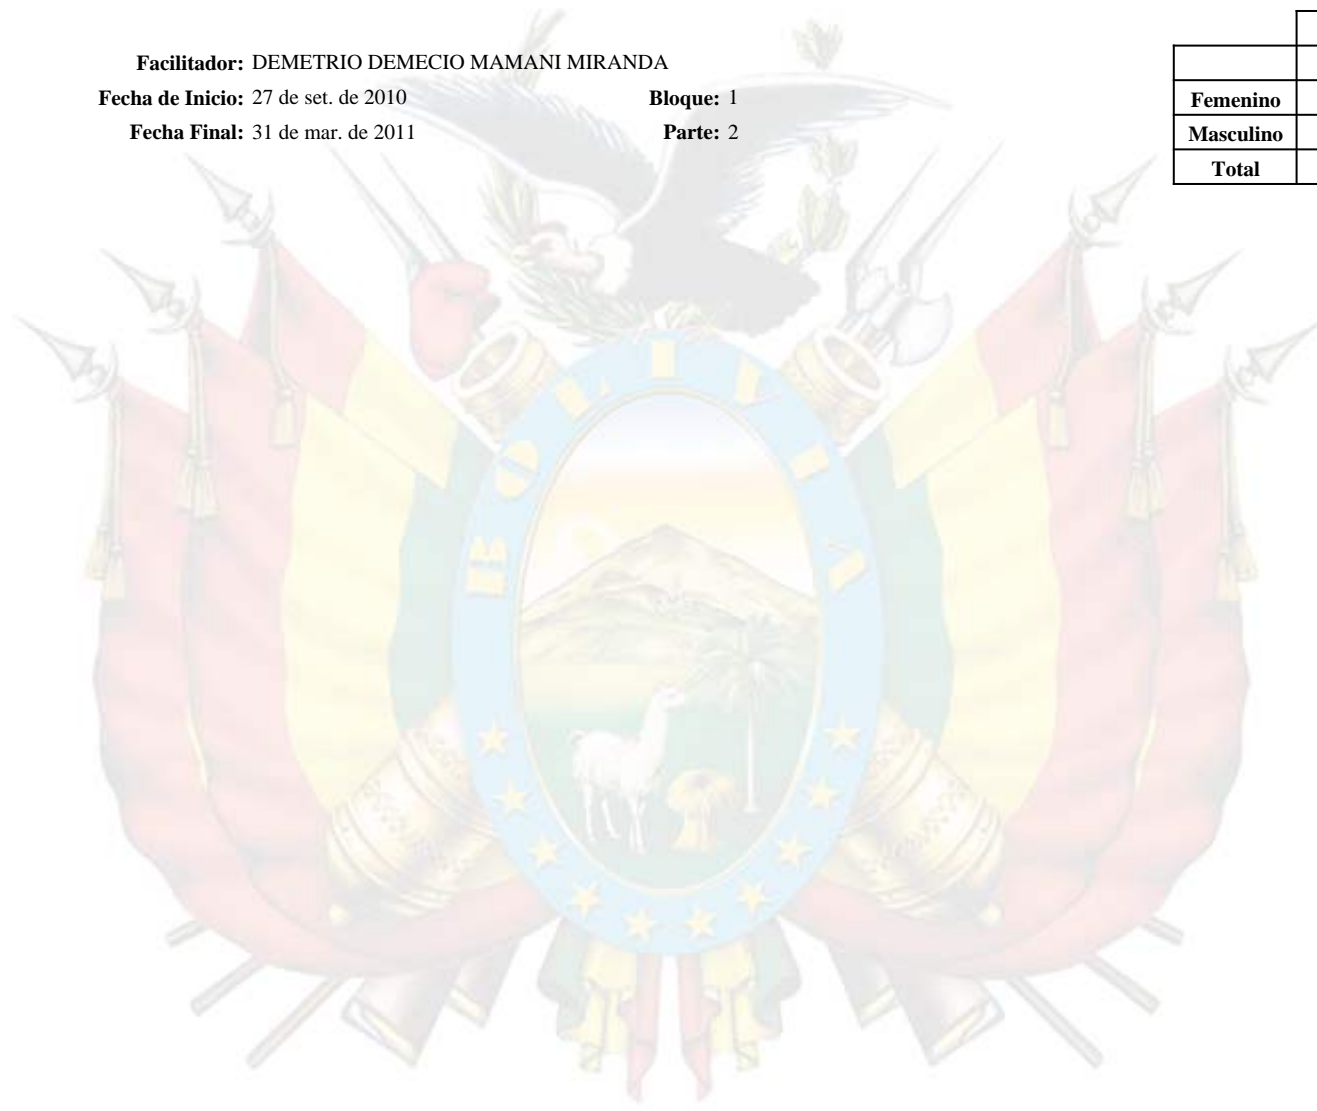 Facilitador: DEMETRIO DEMECIO MAMANI MIRANDA
Fecha de Inicio: 27 de set. de 2010 Bloque: 1
Fecha Final: 31 de mar. de 2011 Parte: 2
Femenino
Masculino
Total
BOLIVIA